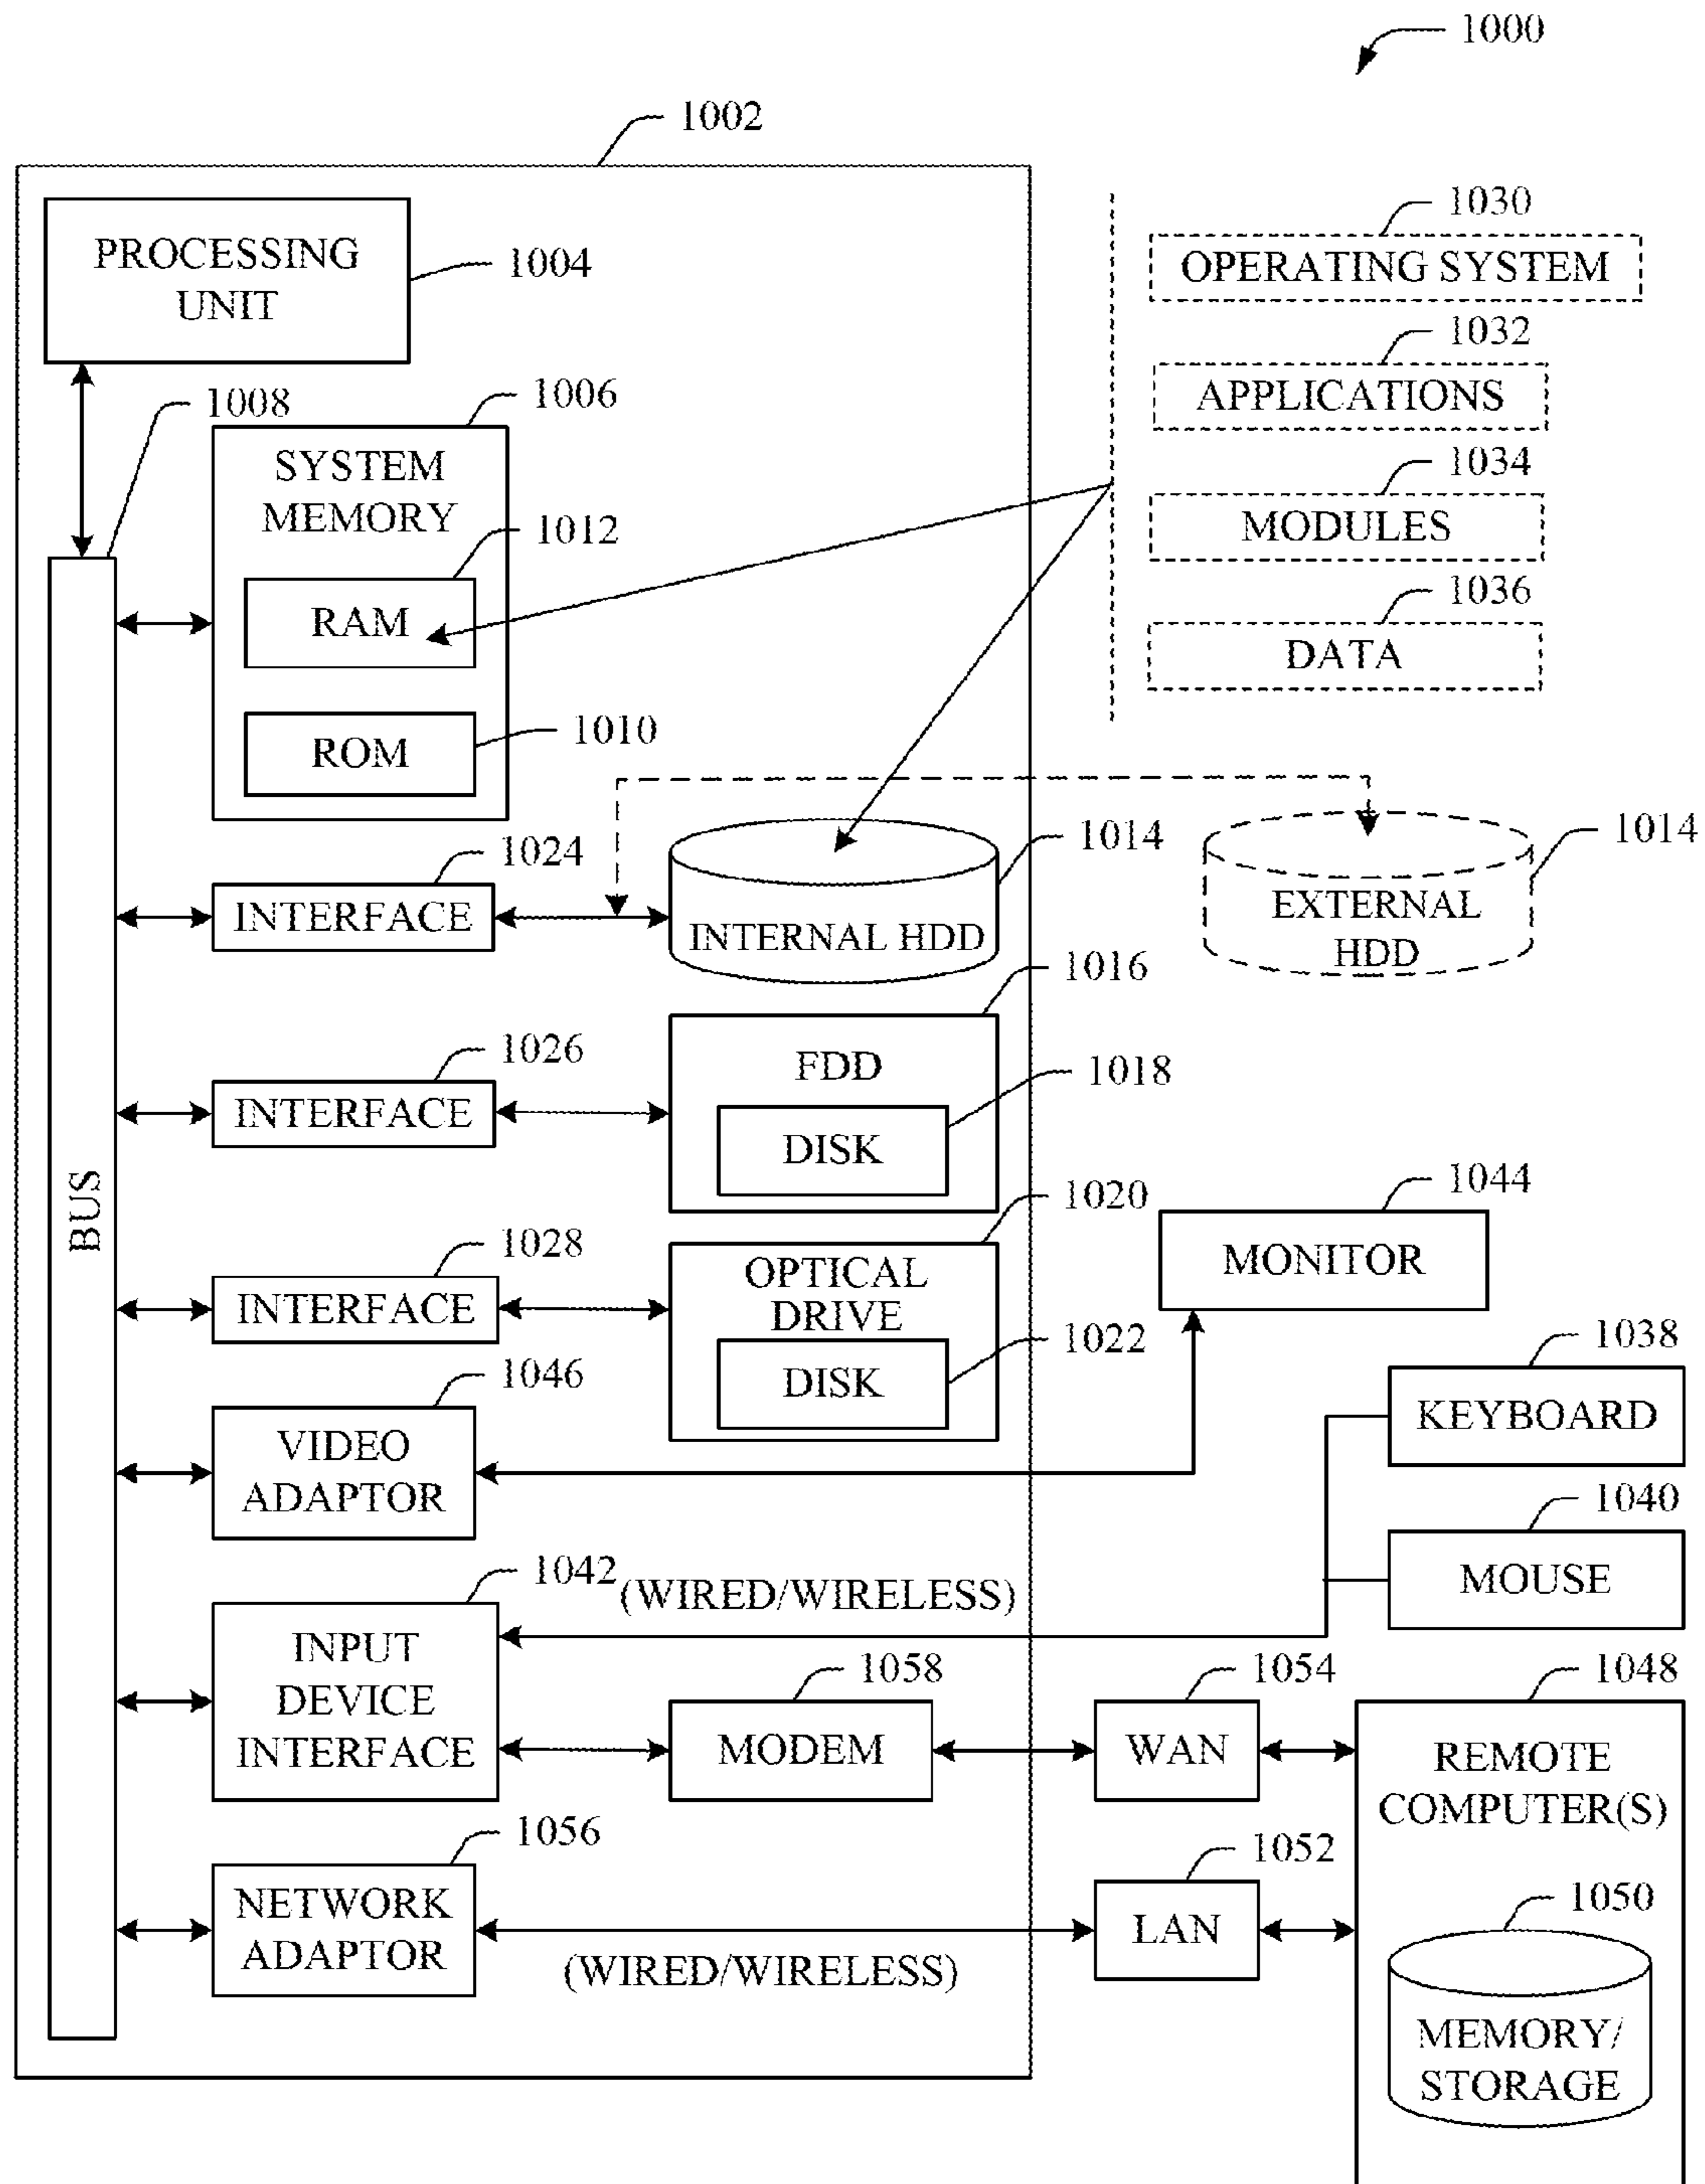 1000
1002
PROCESSING
UNIT
1004
1030
OPERATING SYSTEM
1032
APPLICATIONS
1034
MODULES
1036
DATA
1008
1006
SYSTEM
MEMORY
1012
RAM
1010
ROM
1024
INTERFACE
1014
INTERNAL HDD
1014
EXTERNAL
HDD
1016
FDD
1018
DISK
1026
INTERFACE
BUS
1020
OPTICAL
DRIVE
1022
DISK
1028
INTERFACE
1044
MONITOR
1046
VIDEO
ADAPTOR
1038
KEYBOARD
1040
MOUSE
1042
(WIRED/WIRELESS)
INPUT
DEVICE
INTERFACE
1058
MODEM
1054
WAN
1048
REMOTE
COMPUTER(S)
1056
NETWORK
ADAPTOR
(WIRED/WIRELESS)
1052
LAN
1050
MEMORY/
STORAGE